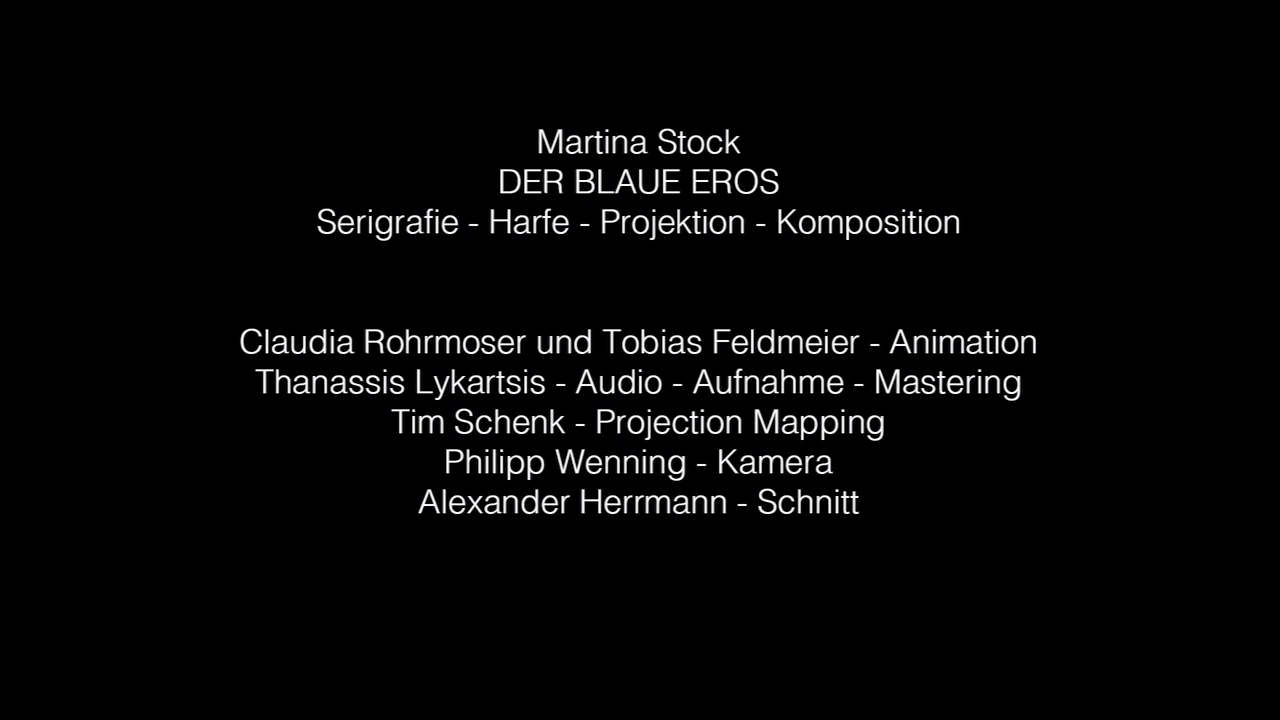 Martina Stock
DER BLAUE EROS
Serigrafie - Harfe - Projektion - Komposition
Claudia Rohrmoser und Tobias Feldmeier - Animation
Thanassis Lykartsis - Audio - Aufnahme - Mastering
Tim Schenk - Projection Mapping
Philipp Wenning - Kamera
Alexander Herrmann - Schnitt